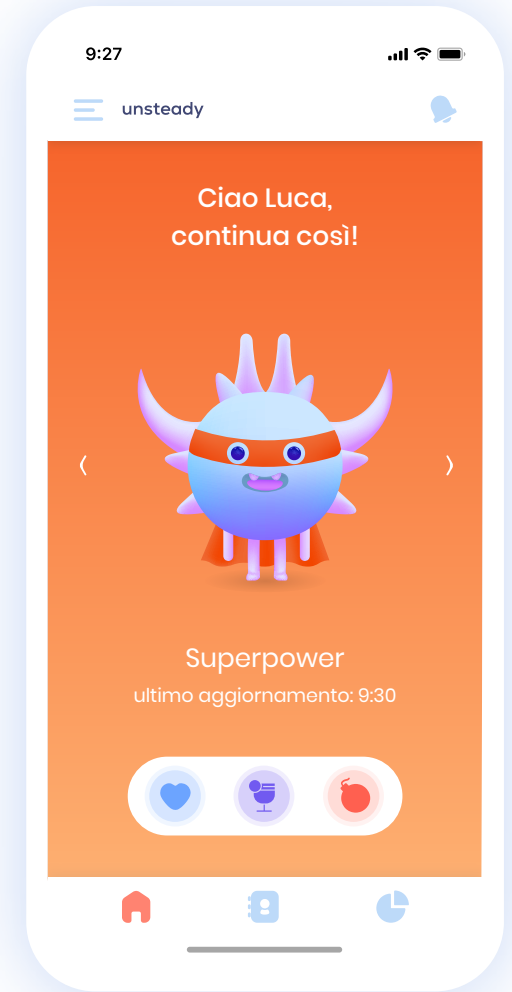 9:27
unsteady
Ciao Luca,
continua così!
Superpower
ultimo aggiornamento: 9:30